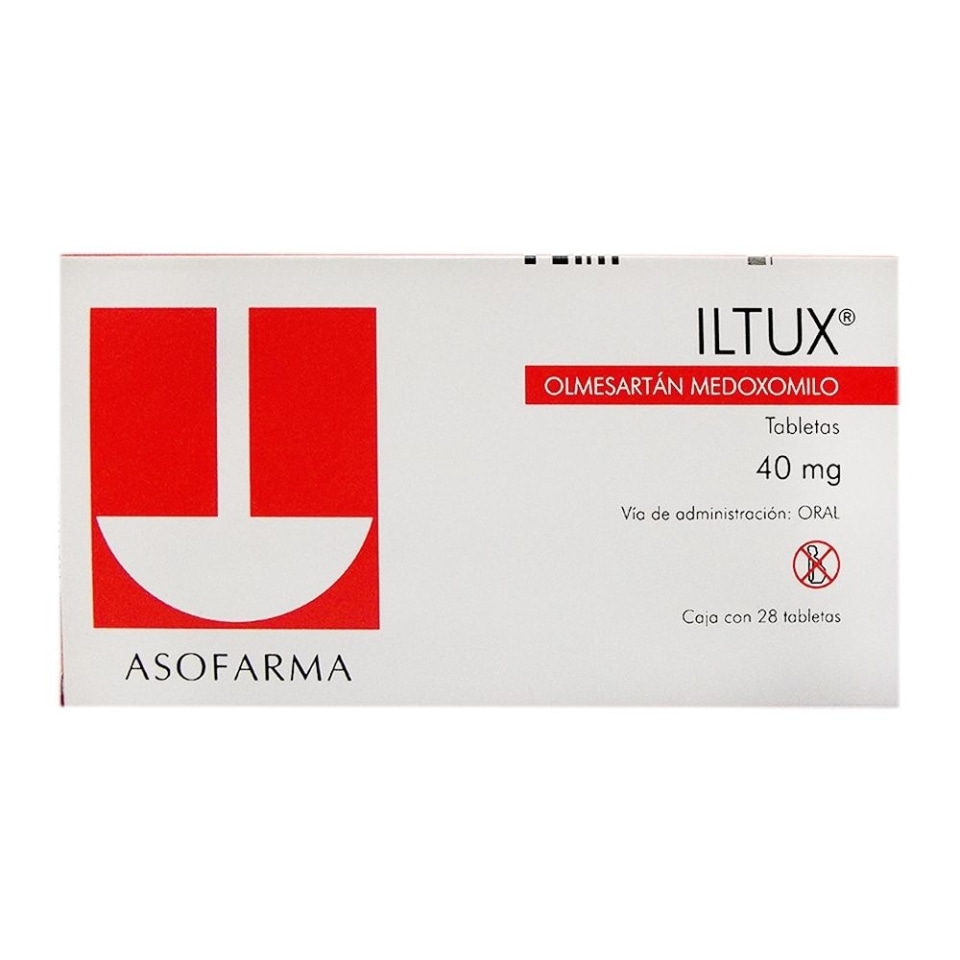 ILTUX®
OLMESARTÁN MEDOXOMILO
Tabletas
40 mg
Vía de administración: ORAL
Caja con 28 tabletas
ASOFARMA